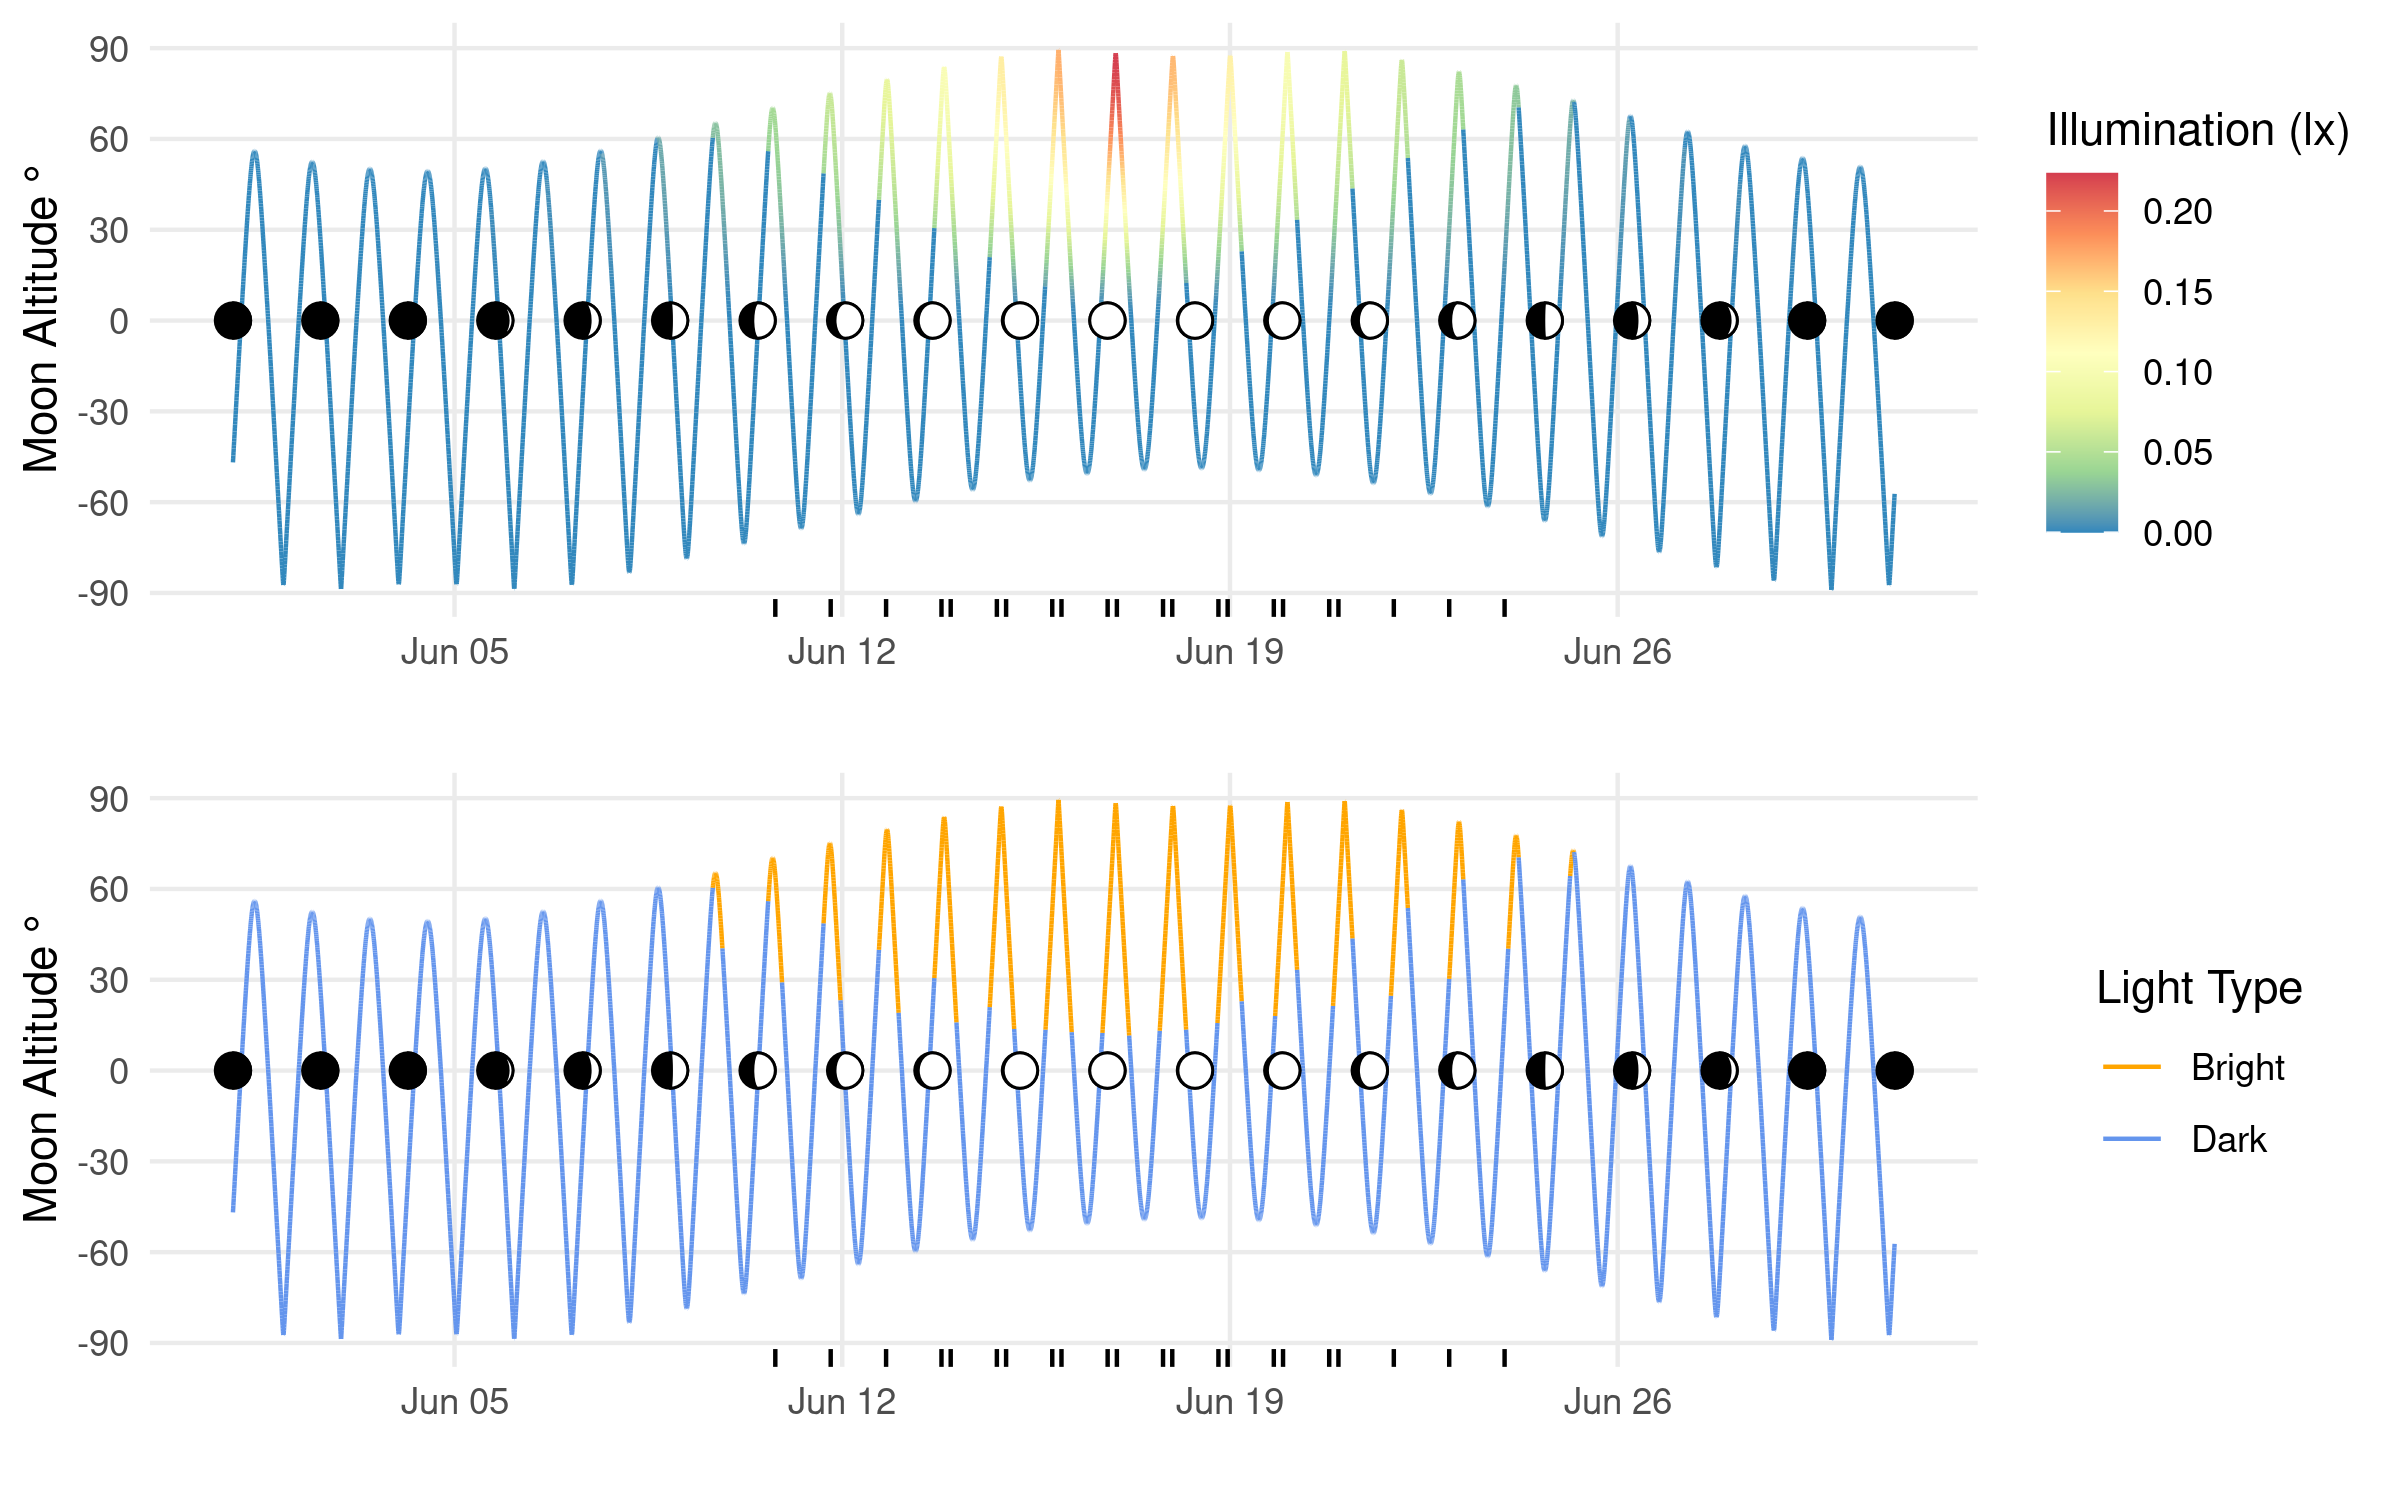 Moon Altitude °
90
60
30
0
-30
-60
-90
Jun 05 Jun 12 Jun 19 Jun 26
Illumination (lx)
0.20
0.15
0.10
0.05
0.00
Moon Altitude °
90
60
30
0
-30
-60
-90
Jun 05 Jun 12 Jun 19 Jun 26
Light Type
Bright
Dark